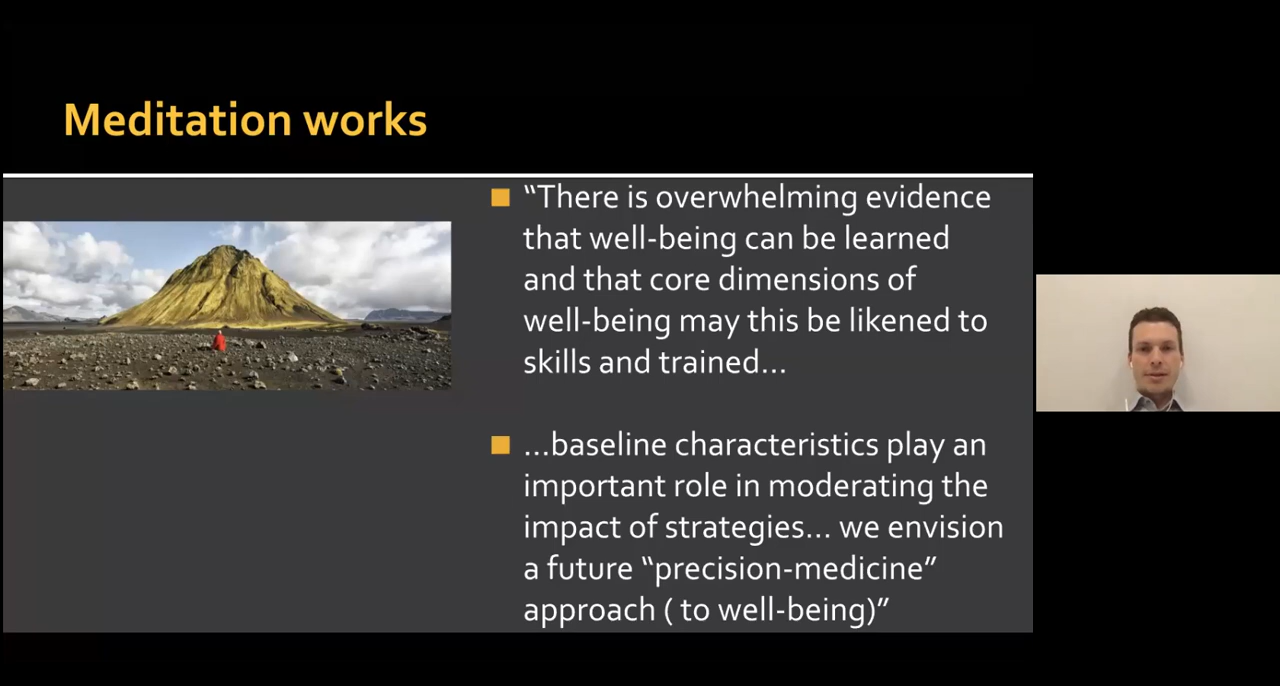 Meditation works
“There is overwhelming evidence
that well-being can be learned
and that core dimensions of
well-being may this be likened to
skills and trained…
…baseline characteristics play an
important role in moderating the
impact of strategies… we envision
a future “precision-medicine”
approach ( to well-being)”